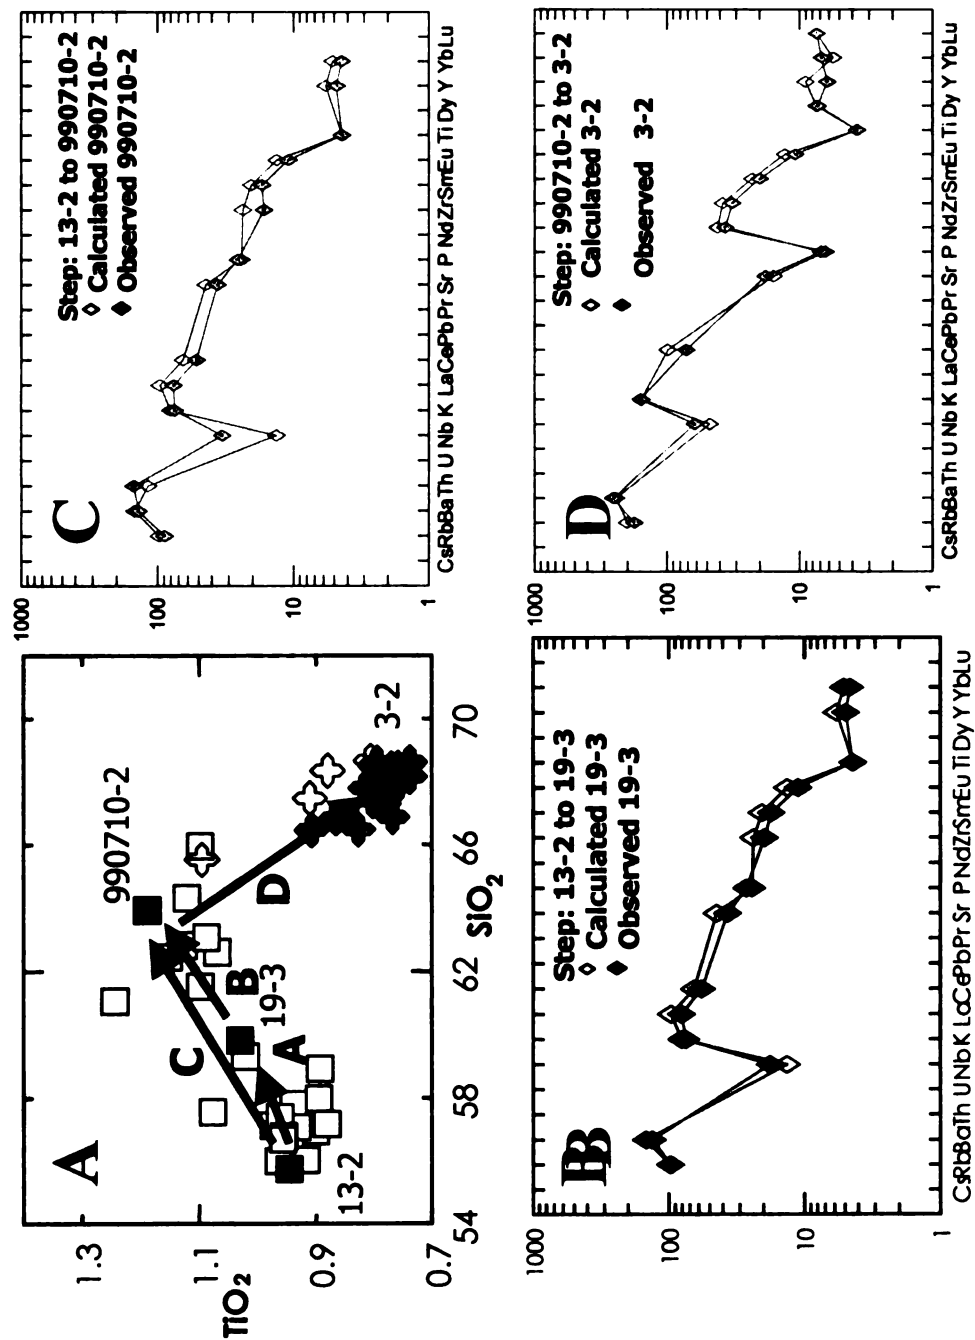 A
TiO2
1.3
1.1
0.9
0.7
54
58
62
66
70
SiO2
13-2
19-3
990710-2
3-2
A
B
C
D
B
Step: 13-2 to 19-3
Calculated 19-3
Observed 19-3
1000
100
10
1
CsRbBaTh U Nb K LaCePbPr Sr P NdZrSmEu Ti Dy Y YbLu
C
Step: 13-2 to 990710-2
Calculated 990710-2
Observed 990710-2
1000
100
10
1
CsRbBaTh U Nb K LaCePbPr Sr P NdZrSmEu Ti Dy Y YbLu
D
Step: 990710-2 to 3-2
Calculated 3-2
Observed 3-2
1000
100
10
1
CsRbBaTh U Nb K LaCePbPr Sr P NdZrSmEu Ti Dy Y YbLu